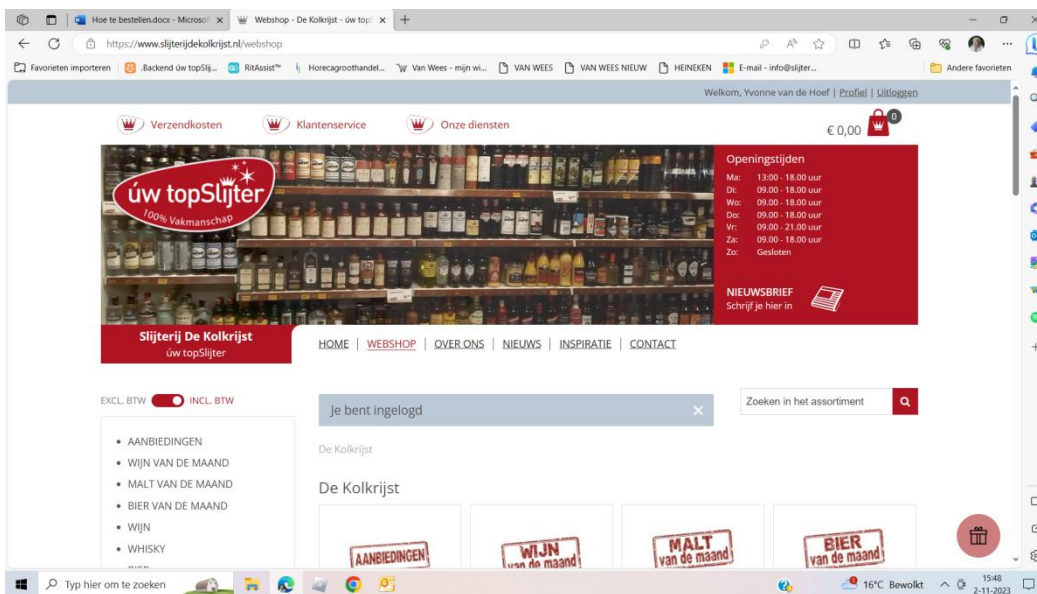 Hoe te bestellen.docx - Microsof
Webshop - De Kolkrijst - úw top
https://www.slijterijdekolkrijst.nl/webshop
Favorieten importeren
.Backend úw topSlij...
RitAssist™
Horecagroothandel...
Van Wees - mijn wi...
VAN WEES
VAN WEES NIEUW
HEINEKEN
E-mail - info@slijter...
Andere favorieten
Welkom, Yvonne van de Hoef | Profiel | Uitloggen
Verzendkosten
Klantenservice
Onze diensten
€ 0,00
0
úw topSlijter
100% Vakmanschap
Openingstijden
Ma: 13:00 - 18.00 uur
Di: 09.00 - 18.00 uur
Wo: 09.00 - 18.00 uur
Do: 09.00 - 18.00 uur
Vr: 09.00 - 21.00 uur
Za: 09.00 - 18.00 uur
Zo: Gesloten
NIEUWSBRIEF
Schrijf je hier in
Slijterij De Kolkrijst
úw topSlijter
HOME | WEBSHOP | OVER ONS | NIEUWS | INSPIRATIE | CONTACT
EXCL. BTW INCL. BTW
Je bent ingelogd
Zoeken in het assortiment
AANBIEDINGEN
WIJN VAN DE MAAND
MALT VAN DE MAAND
BIER VAN DE MAAND
WIJN
WHISKY
BIER
De Kolkrijst
De Kolkrijst
AANBIEDINGEN
WIJN
van de maand
MALT
van de maand
BIER
van de maand
Typ hier om te zoeken
16°C Bewolkt
15:48
2-11-2023